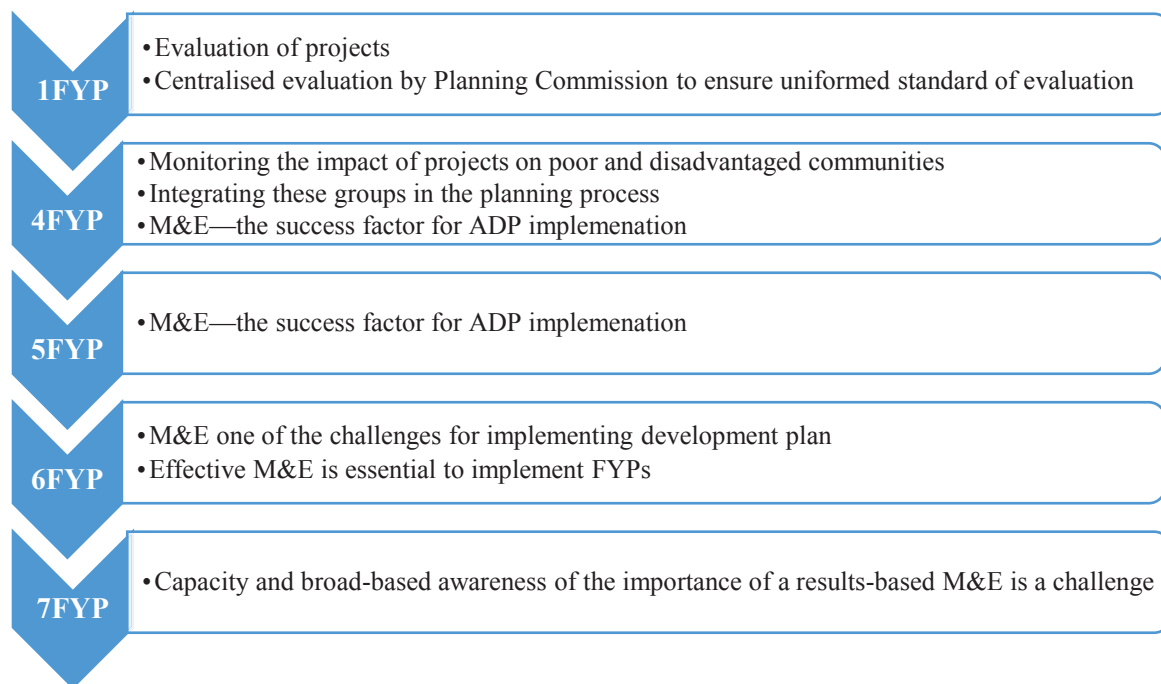 1FYP
•Evaluation of projects
•Centralised evaluation by Planning Commission to ensure uniformed standard of evaluation
4FYP
•Monitoring the impact of projects on poor and disadvantaged communities
•Integrating these groups in the planning process
•M&E—the success factor for ADP implemenation
5FYP
•M&E—the success factor for ADP implemenation
6FYP
•M&E one of the challenges for implementing development plan
•Effective M&E is essential to implement FYPs
7FYP
•Capacity and broad-based awareness of the importance of a results-based M&E is a challenge